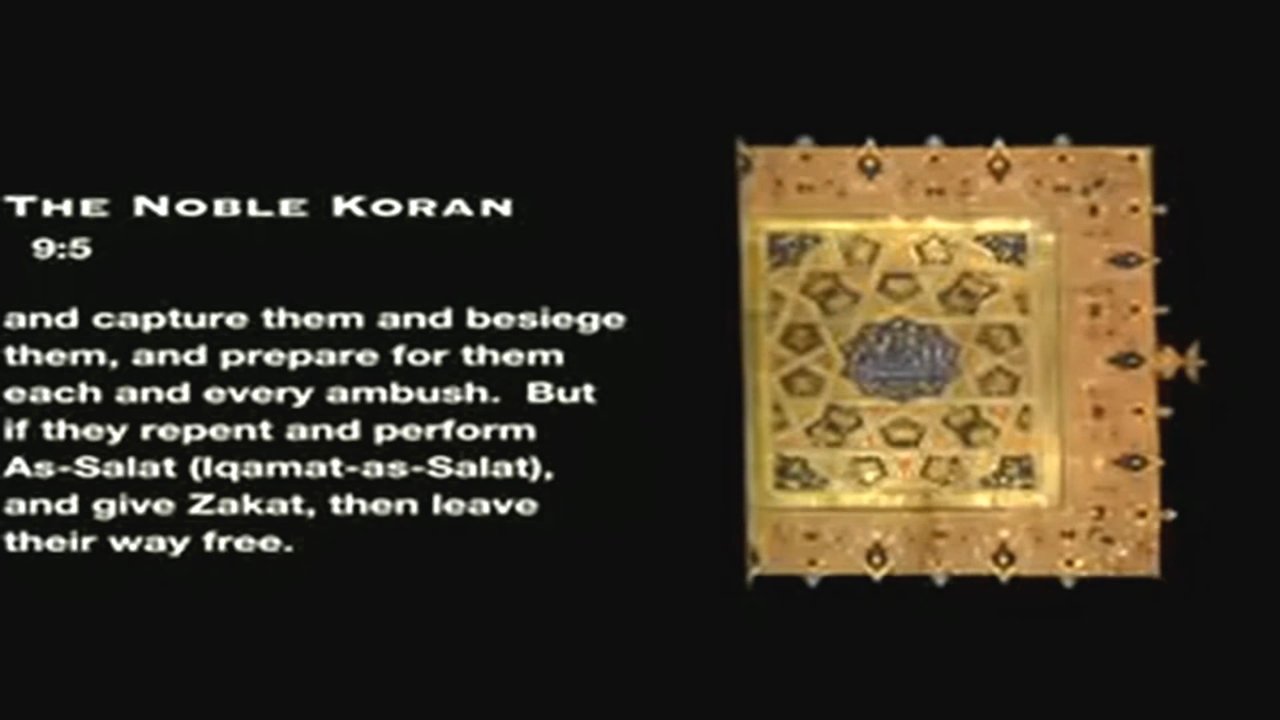 THE NOBLE KORAN
9:5
and capture them and besiege
them, and prepare for them
each and every ambush. But
if they repent and perform
As-Salat (Iqamat-as-Salat),
and give Zakat, then leave
their way free.